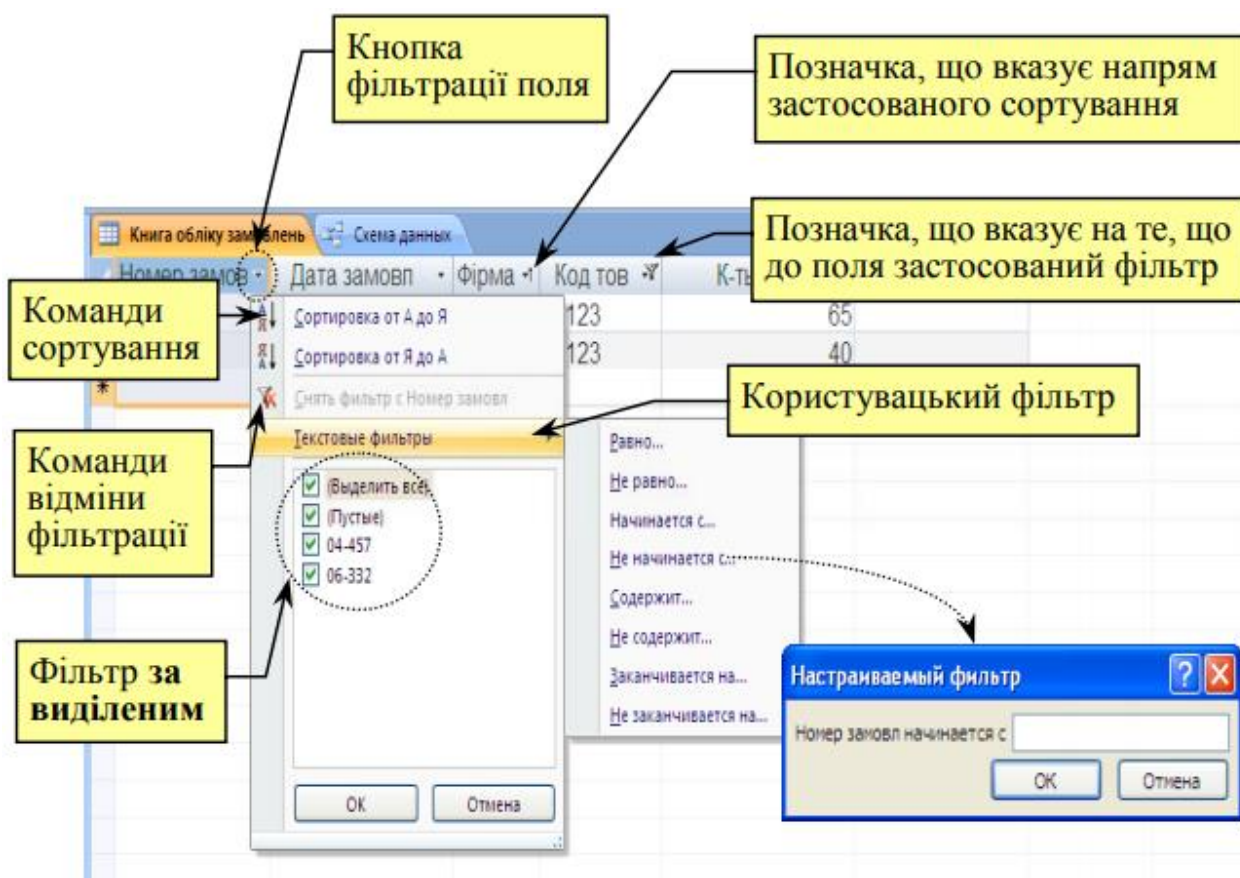 Кнопка
фільтрації поля
Позначка, що вказує напрям
застосованого сортування
Книга обліку замовлень
Схема данных
Позначка, що вказує на те, що
до поля застосований фільтр
Номер замов
Дата замовл
Фірма
Код тов
Команди
сортування
Сортировка от А до Я
123
65
Сортировка от Я до А
123
40
Снять фильтр с Номер замовл
Користувацький фільтр
Текстовые фильтры
Команди
відміни
фільтрації
(Выделить все)
(Пустые)
04-457
06-332
Равно...
Не равно...
Начинается с...
Не начинается с...
Содержит...
Не содержит...
Заканчивается на...
Не заканчивается на...
Фільтр за
виділеним
Настраиваемый фильтр
Номер замовл начинается с
ОК
Отмена
ОК
Отмена